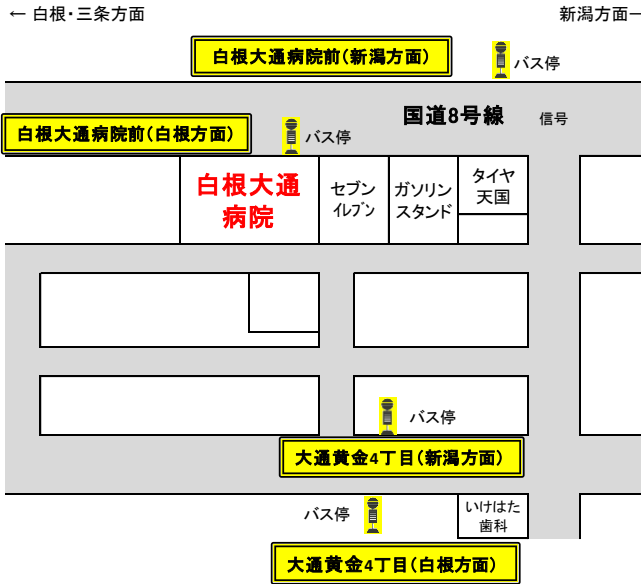 ← 白根・三条方面
新潟方面→
白根大通病院前(新潟方面)
バス停
国道8号線
信号
白根大通病院前(白根方面)
バス停
白根大通
病院
セブン
イレブン
ガソリン
スタンド
タイヤ
天国
バス停
大通黄金4丁目(新潟方面)
バス停
いけはた
歯科
大通黄金4丁目(白根方面)